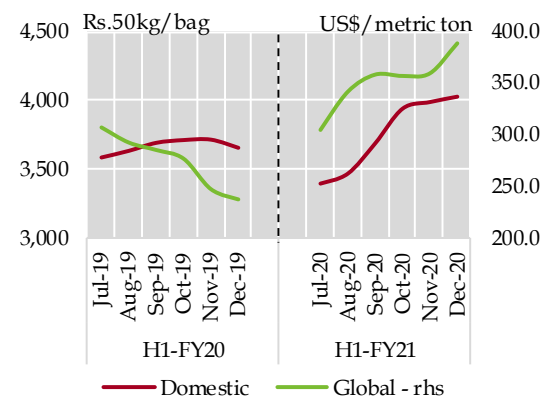 Rs.50kg/bag US$/metric ton
4,500 400.0
4,000 350.0
300.0
3,500 250.0
3,000 200.0
Jul-19 Aug-19 Sep-19 Oct-19 Nov-19 Dec-19 Jul-20 Aug-20 Sep-20 Oct-20 Nov-20 Dec-20
H1-FY20 H1-FY21
Domestic Global - rhs